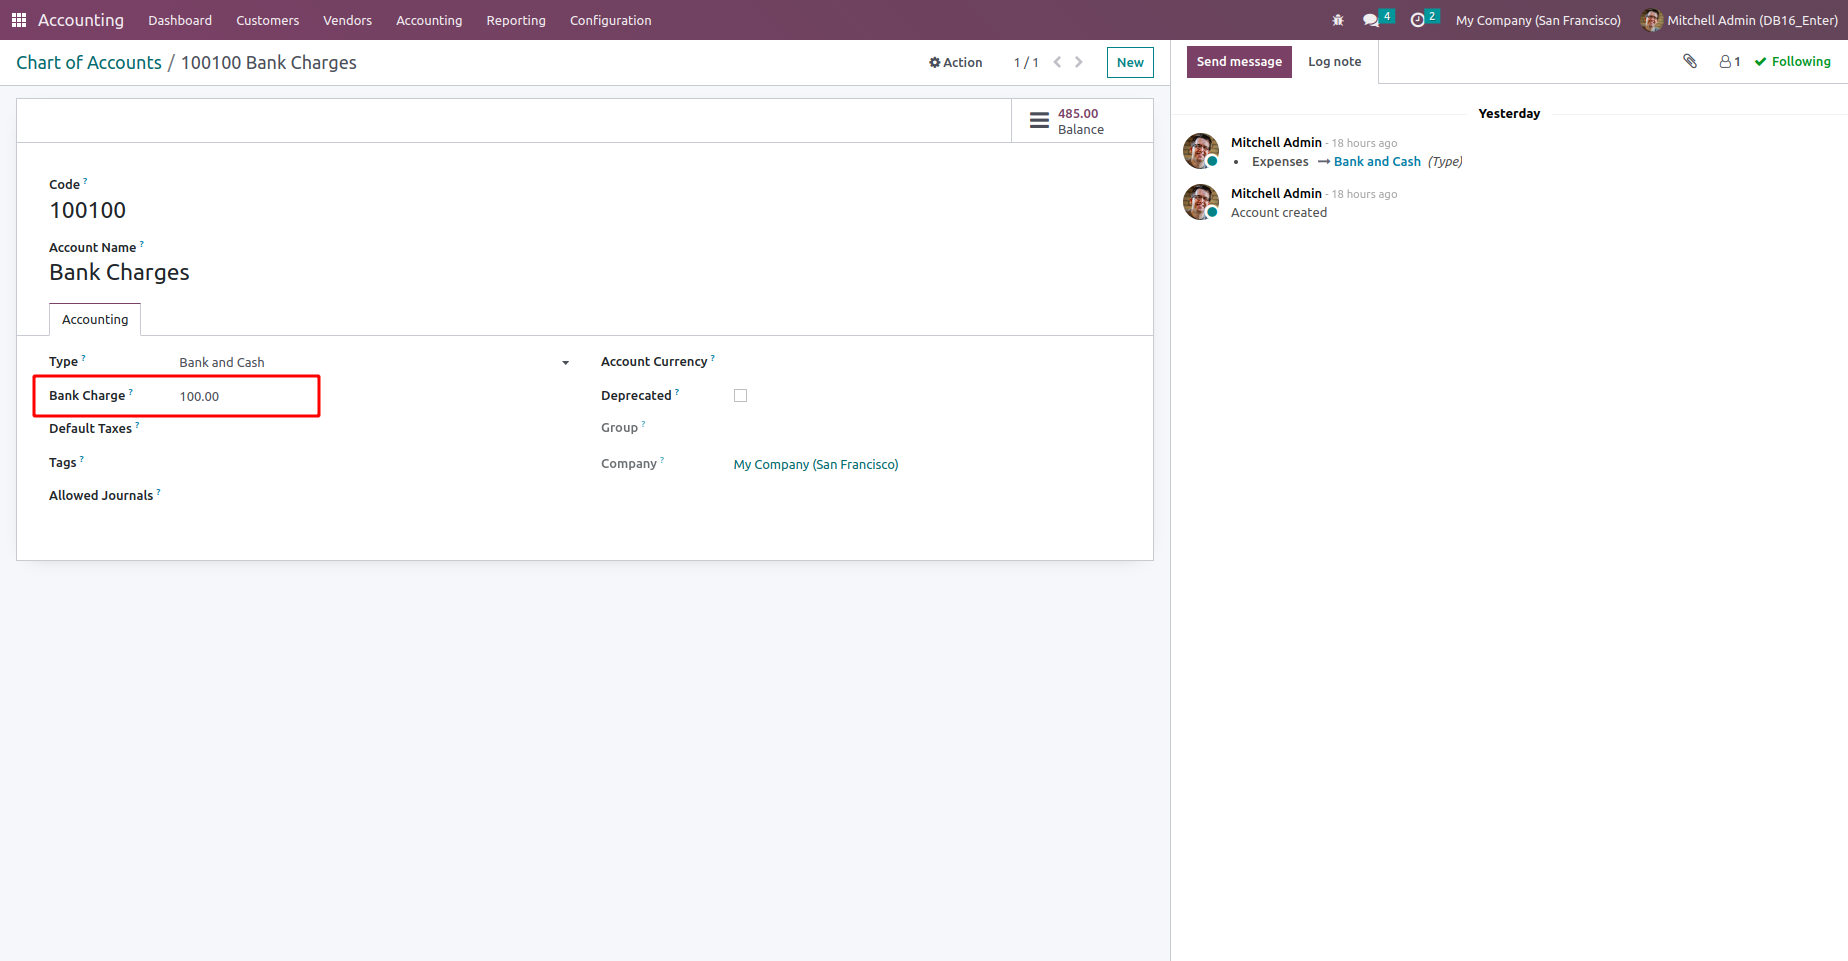 Accounting Dashboard Customers Vendors Accounting Reporting Configuration 4 2 My Company (San Francisco) Mitchell Admin (DB16_Enter)
Chart of Accounts / 100100 Bank Charges
Action 1 / 1 New
485.00
Balance
Code ?
100100
Account Name ?
Bank Charges
Accounting
Type ? Bank and Cash
Bank Charge ? 100.00
Default Taxes ?
Tags ?
Allowed Journals ?
Account Currency ?
Deprecated ?
Group ?
Company ? My Company (San Francisco)
Send message Log note 1 Following
Yesterday
Mitchell Admin - 18 hours ago
• Expenses → Bank and Cash (Type)
Mitchell Admin - 18 hours ago
Account created